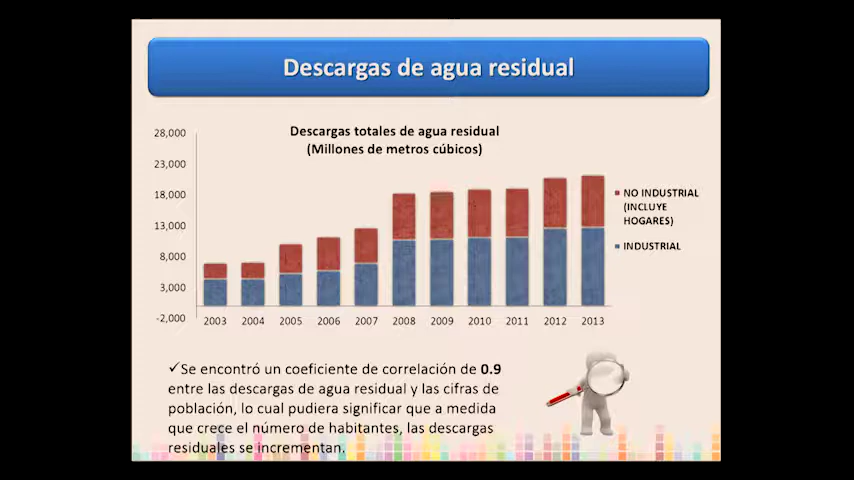 Descargas de agua residual
Descargas totales de agua residual
(Millones de metros cúbicos)
28,000
23,000
18,000
13,000
8,000
3,000
-2,000
2003 2004 2005 2006 2007 2008 2009 2010 2011 2012 2013
NO INDUSTRIAL
(INCLUYE
HOGARES)
INDUSTRIAL
✓Se encontró un coeficiente de correlación de 0.9
entre las descargas de agua residual y las cifras de
población, lo cual pudiera significar que a medida
que crece el número de habitantes, las descargas
residuales se incrementan.